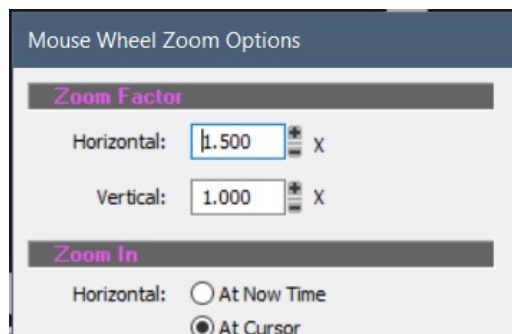 Mouse Wheel Zoom Options
Zoom Factor
Horizontal: 1.500 X
Vertical: 1.000 X
Zoom In
Horizontal: At Now Time
At Cursor